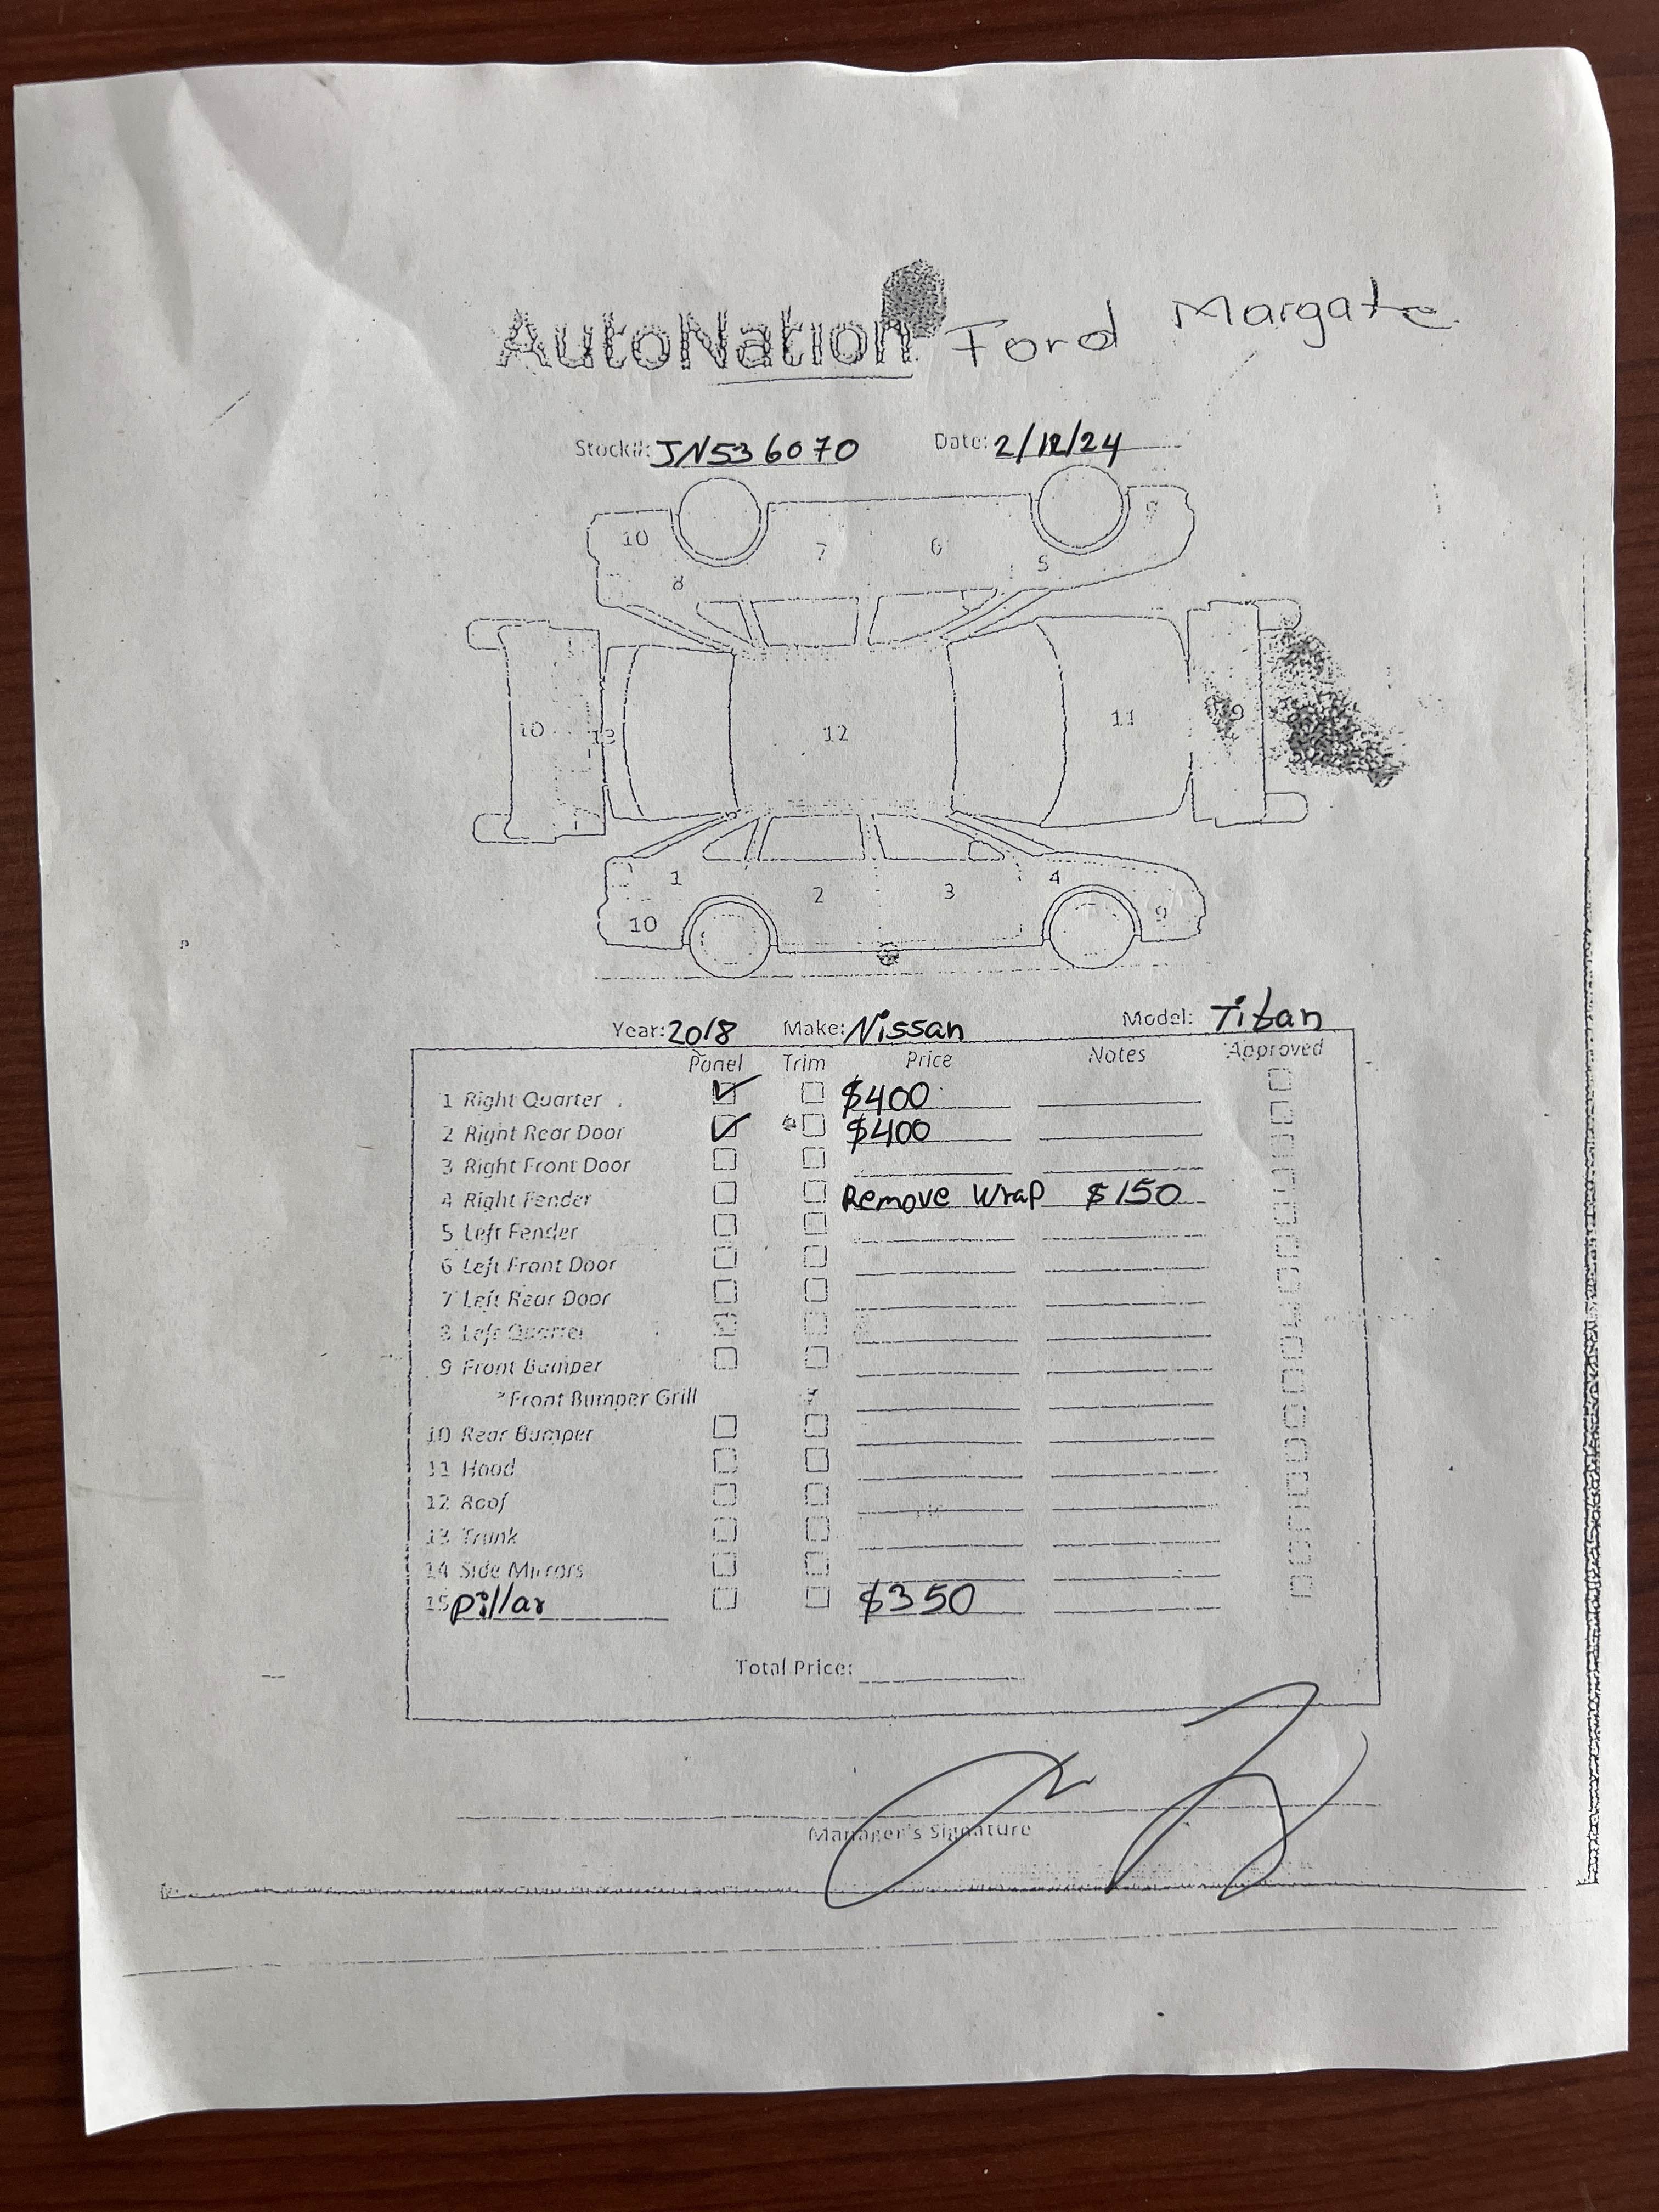 AutoNation Ford Margate
Stock#: JN536070 Date: 2/12/24
10 7 6 5 9
8
10 13 12 11 9
1 2 3 4
10 9
Year: 2018 Make: Nissan Model: Titan
Panel Trim Price Notes Approved
1 Right Quarter $400
2 Right Rear Door $400
3 Right Front Door
4 Right Fender Remove Wrap $150
5 Left Fender
6 Left Front Door
7 Left Rear Door
8 Left Quarter
9 Front Bumper
*Front Bumper Grill
10 Rear Bumper
11 Hood
12 Roof
13 Trunk
14 Side Mirrors
15 Pillar $350
Total Price:
Manager's Signature